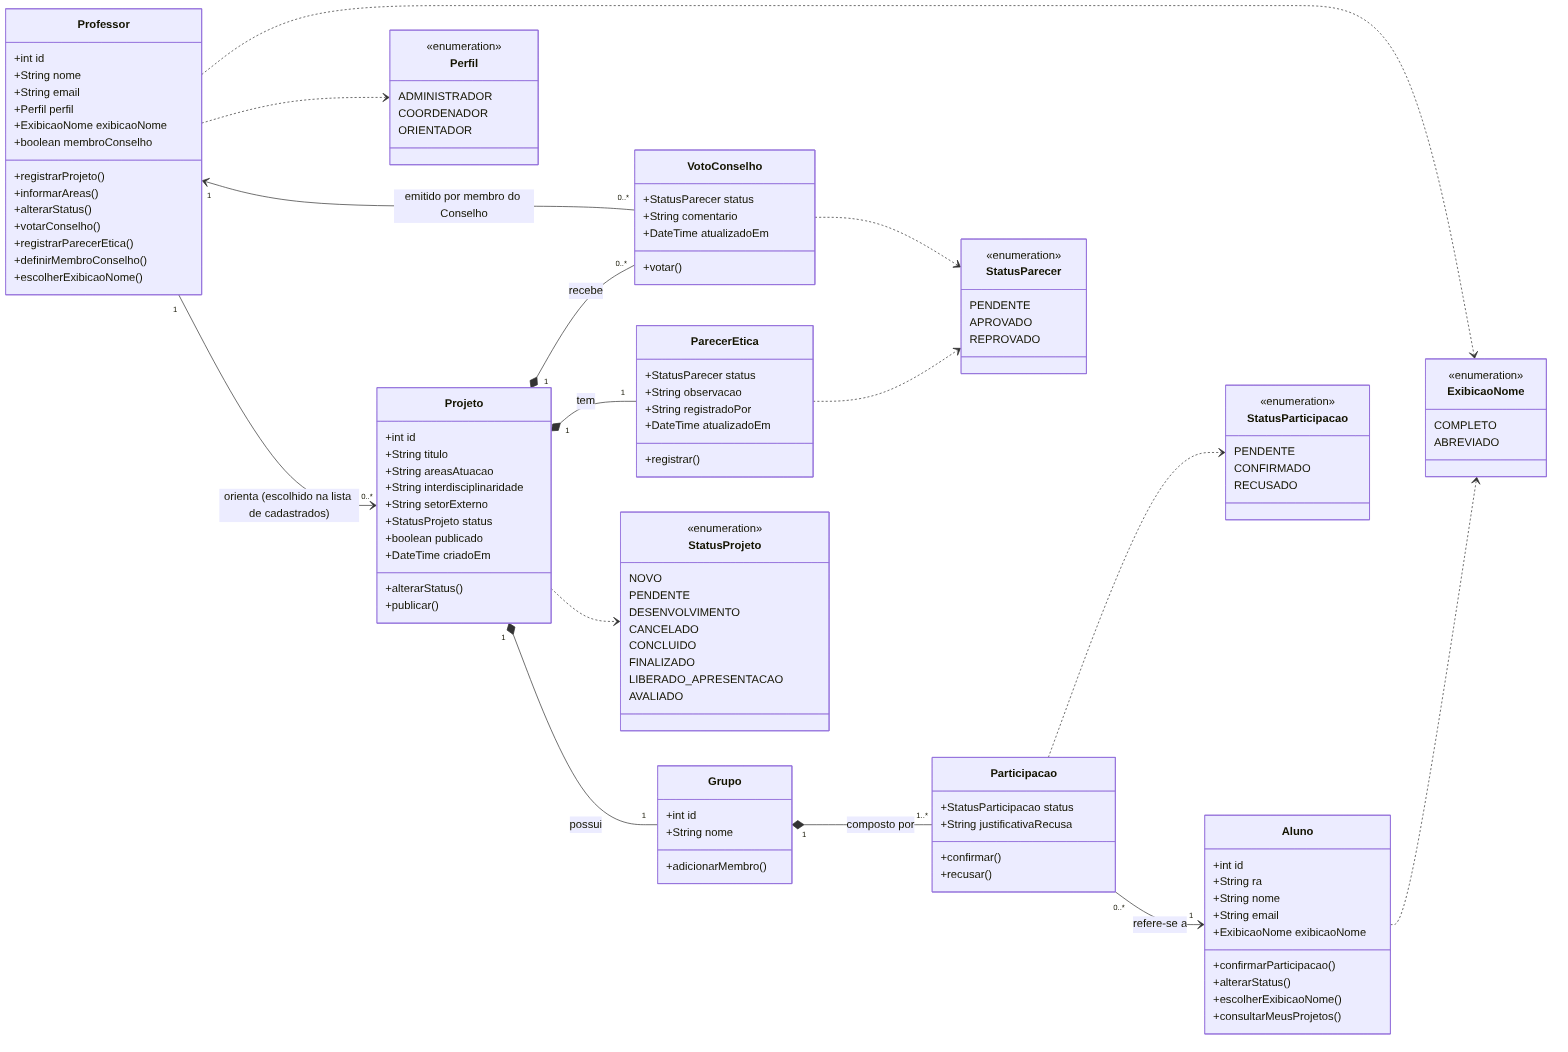 Professor
+int id
+String nome
+String email
+Perfil perfil
+ExibicaoNome exibicaoNome
+boolean membroConselho
+registrarProjeto()
+informarAreas()
+alterarStatus()
+votarConselho()
+registrarParecerEtica()
+definirMembroConselho()
+escolherExibicaoNome()
«enumeration»
Perfil
ADMINISTRADOR
COORDENADOR
ORIENTADOR
1
emitido por membro do
Conselho
0..*
VotoConselho
+StatusParecer status
+String comentario
+DateTime atualizadoEm
+votar()
0..*
recebe
1
«enumeration»
StatusParecer
PENDENTE
APROVADO
REPROVADO
ParecerEtica
+StatusParecer status
+String observacao
+String registradoPor
+DateTime atualizadoEm
+registrar()
1
tem
1
1
orienta (escolhido na lista
de cadastrados)
0..*
Projeto
+int id
+String titulo
+String areasAtuacao
+String interdisciplinaridade
+String setorExterno
+StatusProjeto status
+boolean publicado
+DateTime criadoEm
+alterarStatus()
+publicar()
«enumeration»
StatusProjeto
NOVO
PENDENTE
DESENVOLVIMENTO
CANCELADO
CONCLUIDO
FINALIZADO
LIBERADO_APRESENTACAO
AVALIADO
«enumeration»
StatusParticipacao
PENDENTE
CONFIRMADO
RECUSADO
«enumeration»
ExibicaoNome
COMPLETO
ABREVIADO
1
possui
1
Grupo
+int id
+String nome
+adicionarMembro()
1
composto por
1..*
Participacao
+StatusParticipacao status
+String justificativaRecusa
+confirmar()
+recusar()
0..*
refere-se a
1
Aluno
+int id
+String ra
+String nome
+String email
+ExibicaoNome exibicaoNome
+confirmarParticipacao()
+alterarStatus()
+escolherExibicaoNome()
+consultarMeusProjetos()